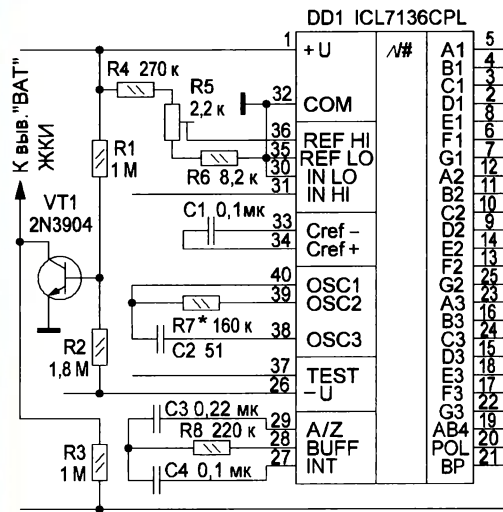 DD1 ICL7136CPL
К выв. "BAT"
ЖКИ
R4 270 к
R5
2,2 к
R6 8,2 к
R1
1 М
VT1
2N3904
R2
1,8 М
R3
1 М
C1 0,1мк
R7* 160 к
C2 51
C3 0,22 мк
R8 220 к
C4 0,1 мк
1 +U
32 COM
36 REF HI
35 REF LO
30 IN LO
31 IN HI
33 Cref –
34 Cref +
40 OSC1
39 OSC2
38 OSC3
37 TEST
26 –U
29 A/Z
28 BUFF
27 INT
Λ/#
A1 5
B1 4
C1 3
D1 2
E1 8
F1 6
G1 7
A2 12
B2 11
C2 10
D2 9
E2 14
F2 13
G2 25
A3 23
B3 16
C3 24
D3 15
E3 18
F3 17
G3 22
AB4 19
POL 20
BP 21